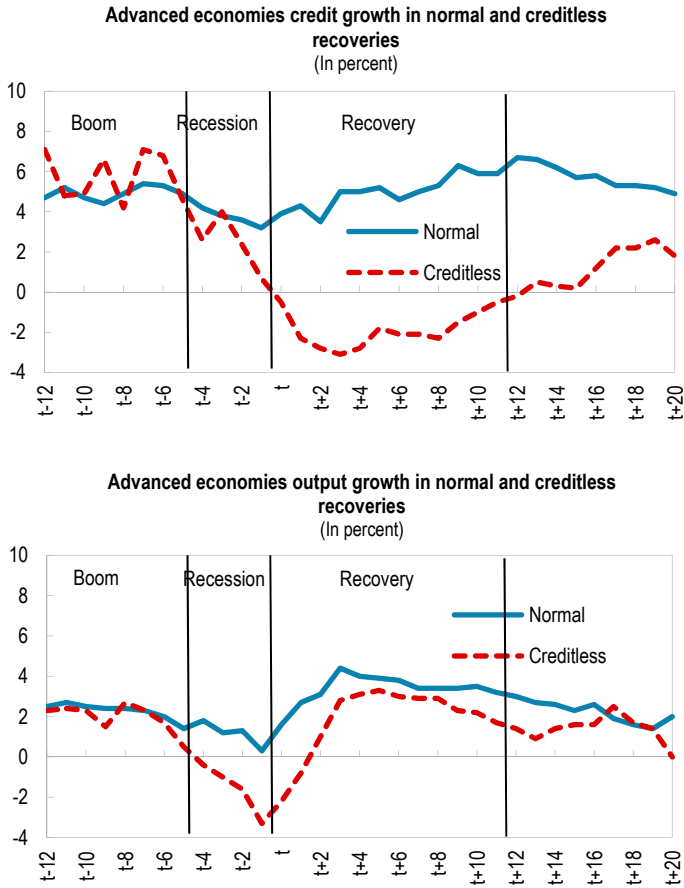 Advanced economies credit growth in normal and creditless
recoveries
(In percent)
10
8
6
4
2
0
-2
-4
Boom
Recession
Recovery
Normal
Creditless
t-12
t-10
t-8
t-6
t-4
t-2
t
t+2
t+4
t+6
t+8
t+10
t+12
t+14
t+16
t+18
t+20
Advanced economies output growth in normal and creditless
recoveries
(In percent)
10
8
6
4
2
0
-2
-4
Boom
Recession
Recovery
Normal
Creditless
t-12
t-10
t-8
t-6
t-4
t-2
t
t+2
t+4
t+6
t+8
t+10
t+12
t+14
t+16
t+18
t+20